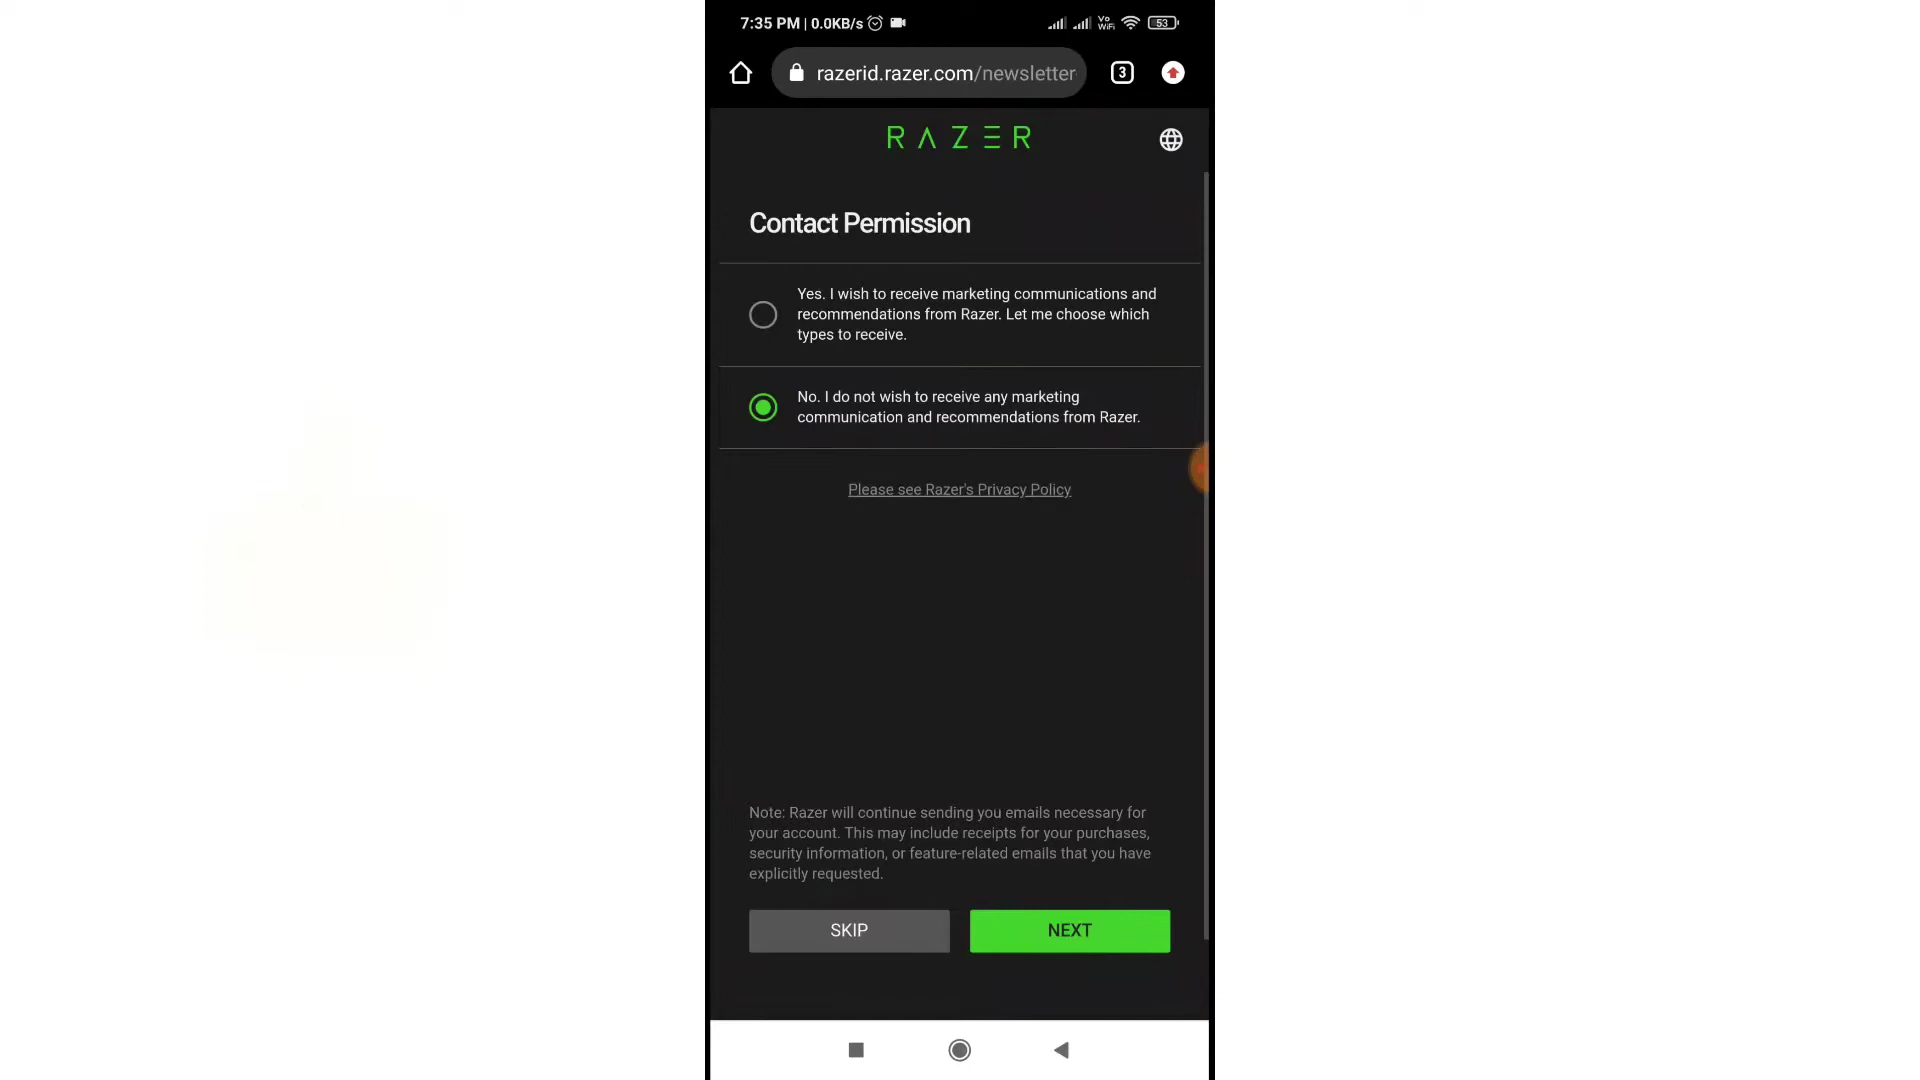 7:35 PM | 0.0KB/s
Vo
WiFi
53
razerid.razer.com/newsletter
3
RAZER
Contact Permission
Yes. I wish to receive marketing communications and
recommendations from Razer. Let me choose which
types to receive.
No. I do not wish to receive any marketing
communication and recommendations from Razer.
Please see Razer's Privacy Policy
Note: Razer will continue sending you emails necessary for
your account. This may include receipts for your purchases,
security information, or feature-related emails that you have
explicitly requested.
SKIP
NEXT